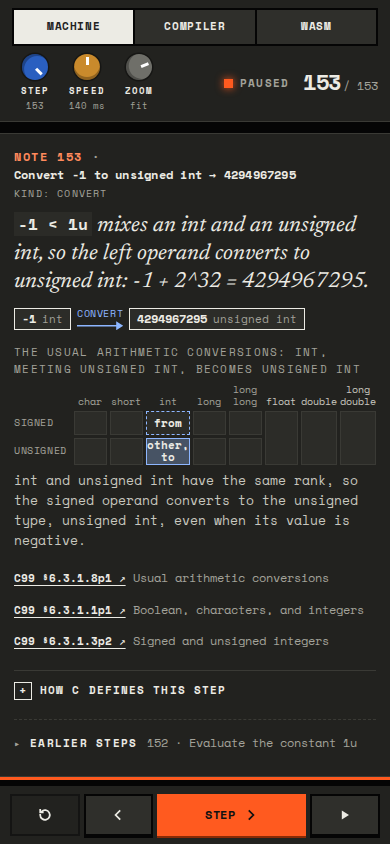 MACHINE COMPILER WASM
STEP SPEED ZOOM
153 140 ms fit
PAUSED 153 / 153
NOTE 153 ·
Convert -1 to unsigned int → 4294967295
KIND: CONVERT
-1 < 1u mixes an int and an unsigned
int, so the left operand converts to
unsigned int: -1 + 2^32 = 4294967295.
-1 int CONVERT 4294967295 unsigned int
THE USUAL ARITHMETIC CONVERSIONS: INT,
MEETING UNSIGNED INT, BECOMES UNSIGNED INT
char short int long long long float double long double
SIGNED from
UNSIGNED other, to
int and unsigned int have the same rank, so
the signed operand converts to the unsigned
type, unsigned int, even when its value is
negative.
C99 §6.3.1.8p1 ↗ Usual arithmetic conversions
C99 §6.3.1.1p1 ↗ Boolean, characters, and integers
C99 §6.3.1.3p2 ↗ Signed and unsigned integers
+ HOW C DEFINES THIS STEP
▸ EARLIER STEPS 152 · Evaluate the constant 1u
STEP